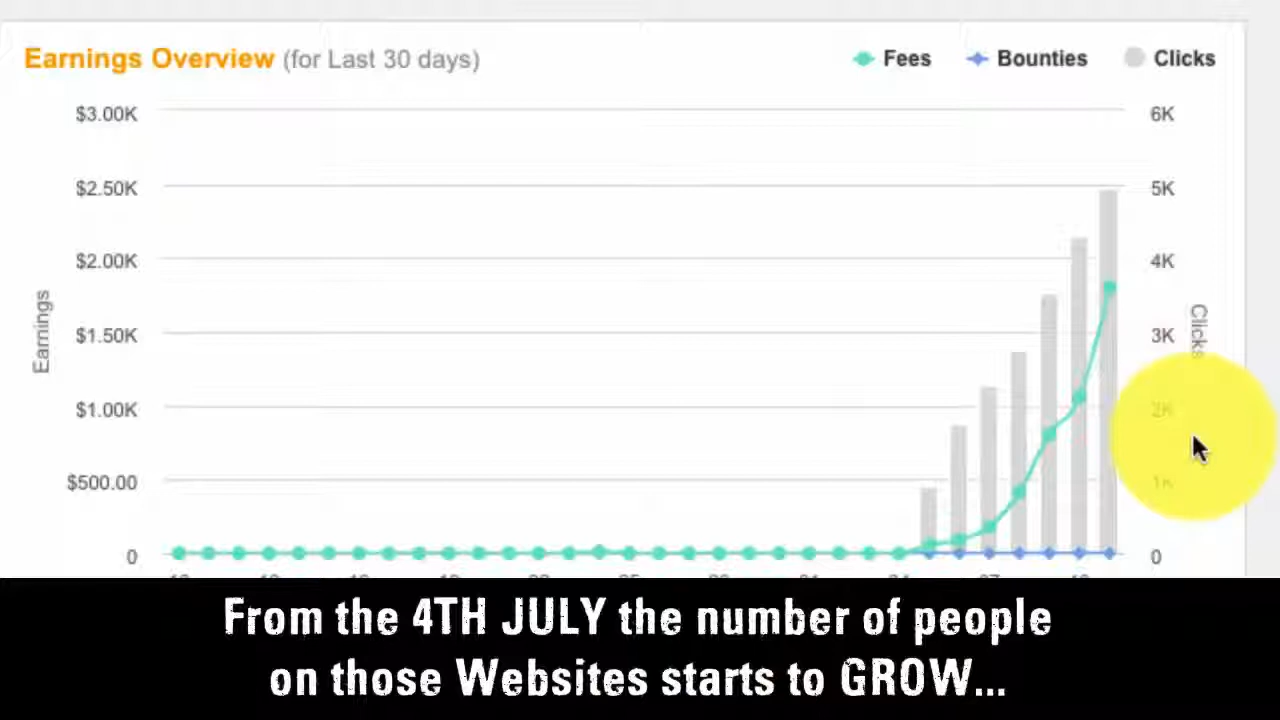 Earnings Overview (for Last 30 days) Fees Bounties Clicks
$3.00K 6K
$2.50K 5K
$2.00K 4K
$1.50K 3K
$1.00K 2K
$500.00 1K
0 0
Earnings
Clicks
From the 4TH JULY the number of people
on those Websites starts to GROW...